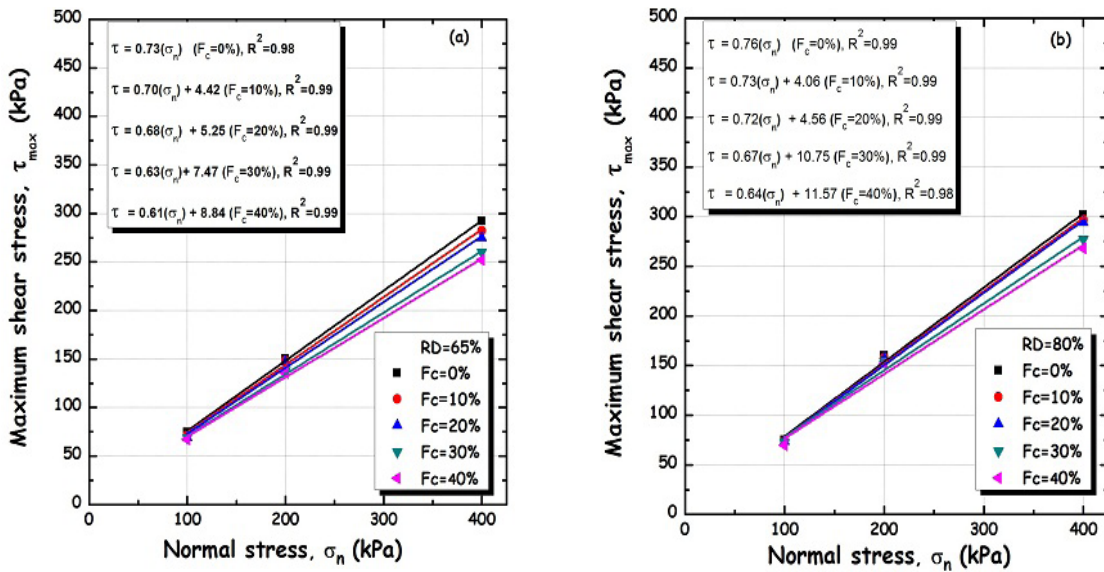 (a)
τ = 0.73(σn) (Fc=0%), R²=0.98
τ = 0.70(σn) + 4.42 (Fc=10%), R²=0.99
τ = 0.68(σn) + 5.25 (Fc=20%), R²=0.99
τ = 0.63(σn)+ 7.47 (Fc=30%), R²=0.99
τ = 0.61(σn) + 8.84 (Fc=40%), R²=0.99
Maximum shear stress, τmax (kPa)
500
450
400
350
300
250
200
150
100
50
0
RD=65%
Fc=0%
Fc=10%
Fc=20%
Fc=30%
Fc=40%
0 100 200 300 400
Normal stress, σn (kPa)
(b)
τ = 0.76(σn) (Fc=0%), R²=0.99
τ = 0.73(σn) + 4.06 (Fc=10%), R²=0.99
τ = 0.72(σn) + 4.56 (Fc=20%), R²=0.99
τ = 0.67(σn) + 10.75 (Fc=30%), R²=0.99
τ = 0.64(σn) + 11.57 (Fc=40%), R²=0.98
Maximum shear stress, τmax (kPa)
500
450
400
350
300
250
200
150
100
50
0
RD=80%
Fc=0%
Fc=10%
Fc=20%
Fc=30%
Fc=40%
0 100 200 300 400
Normal stress, σn (kPa)